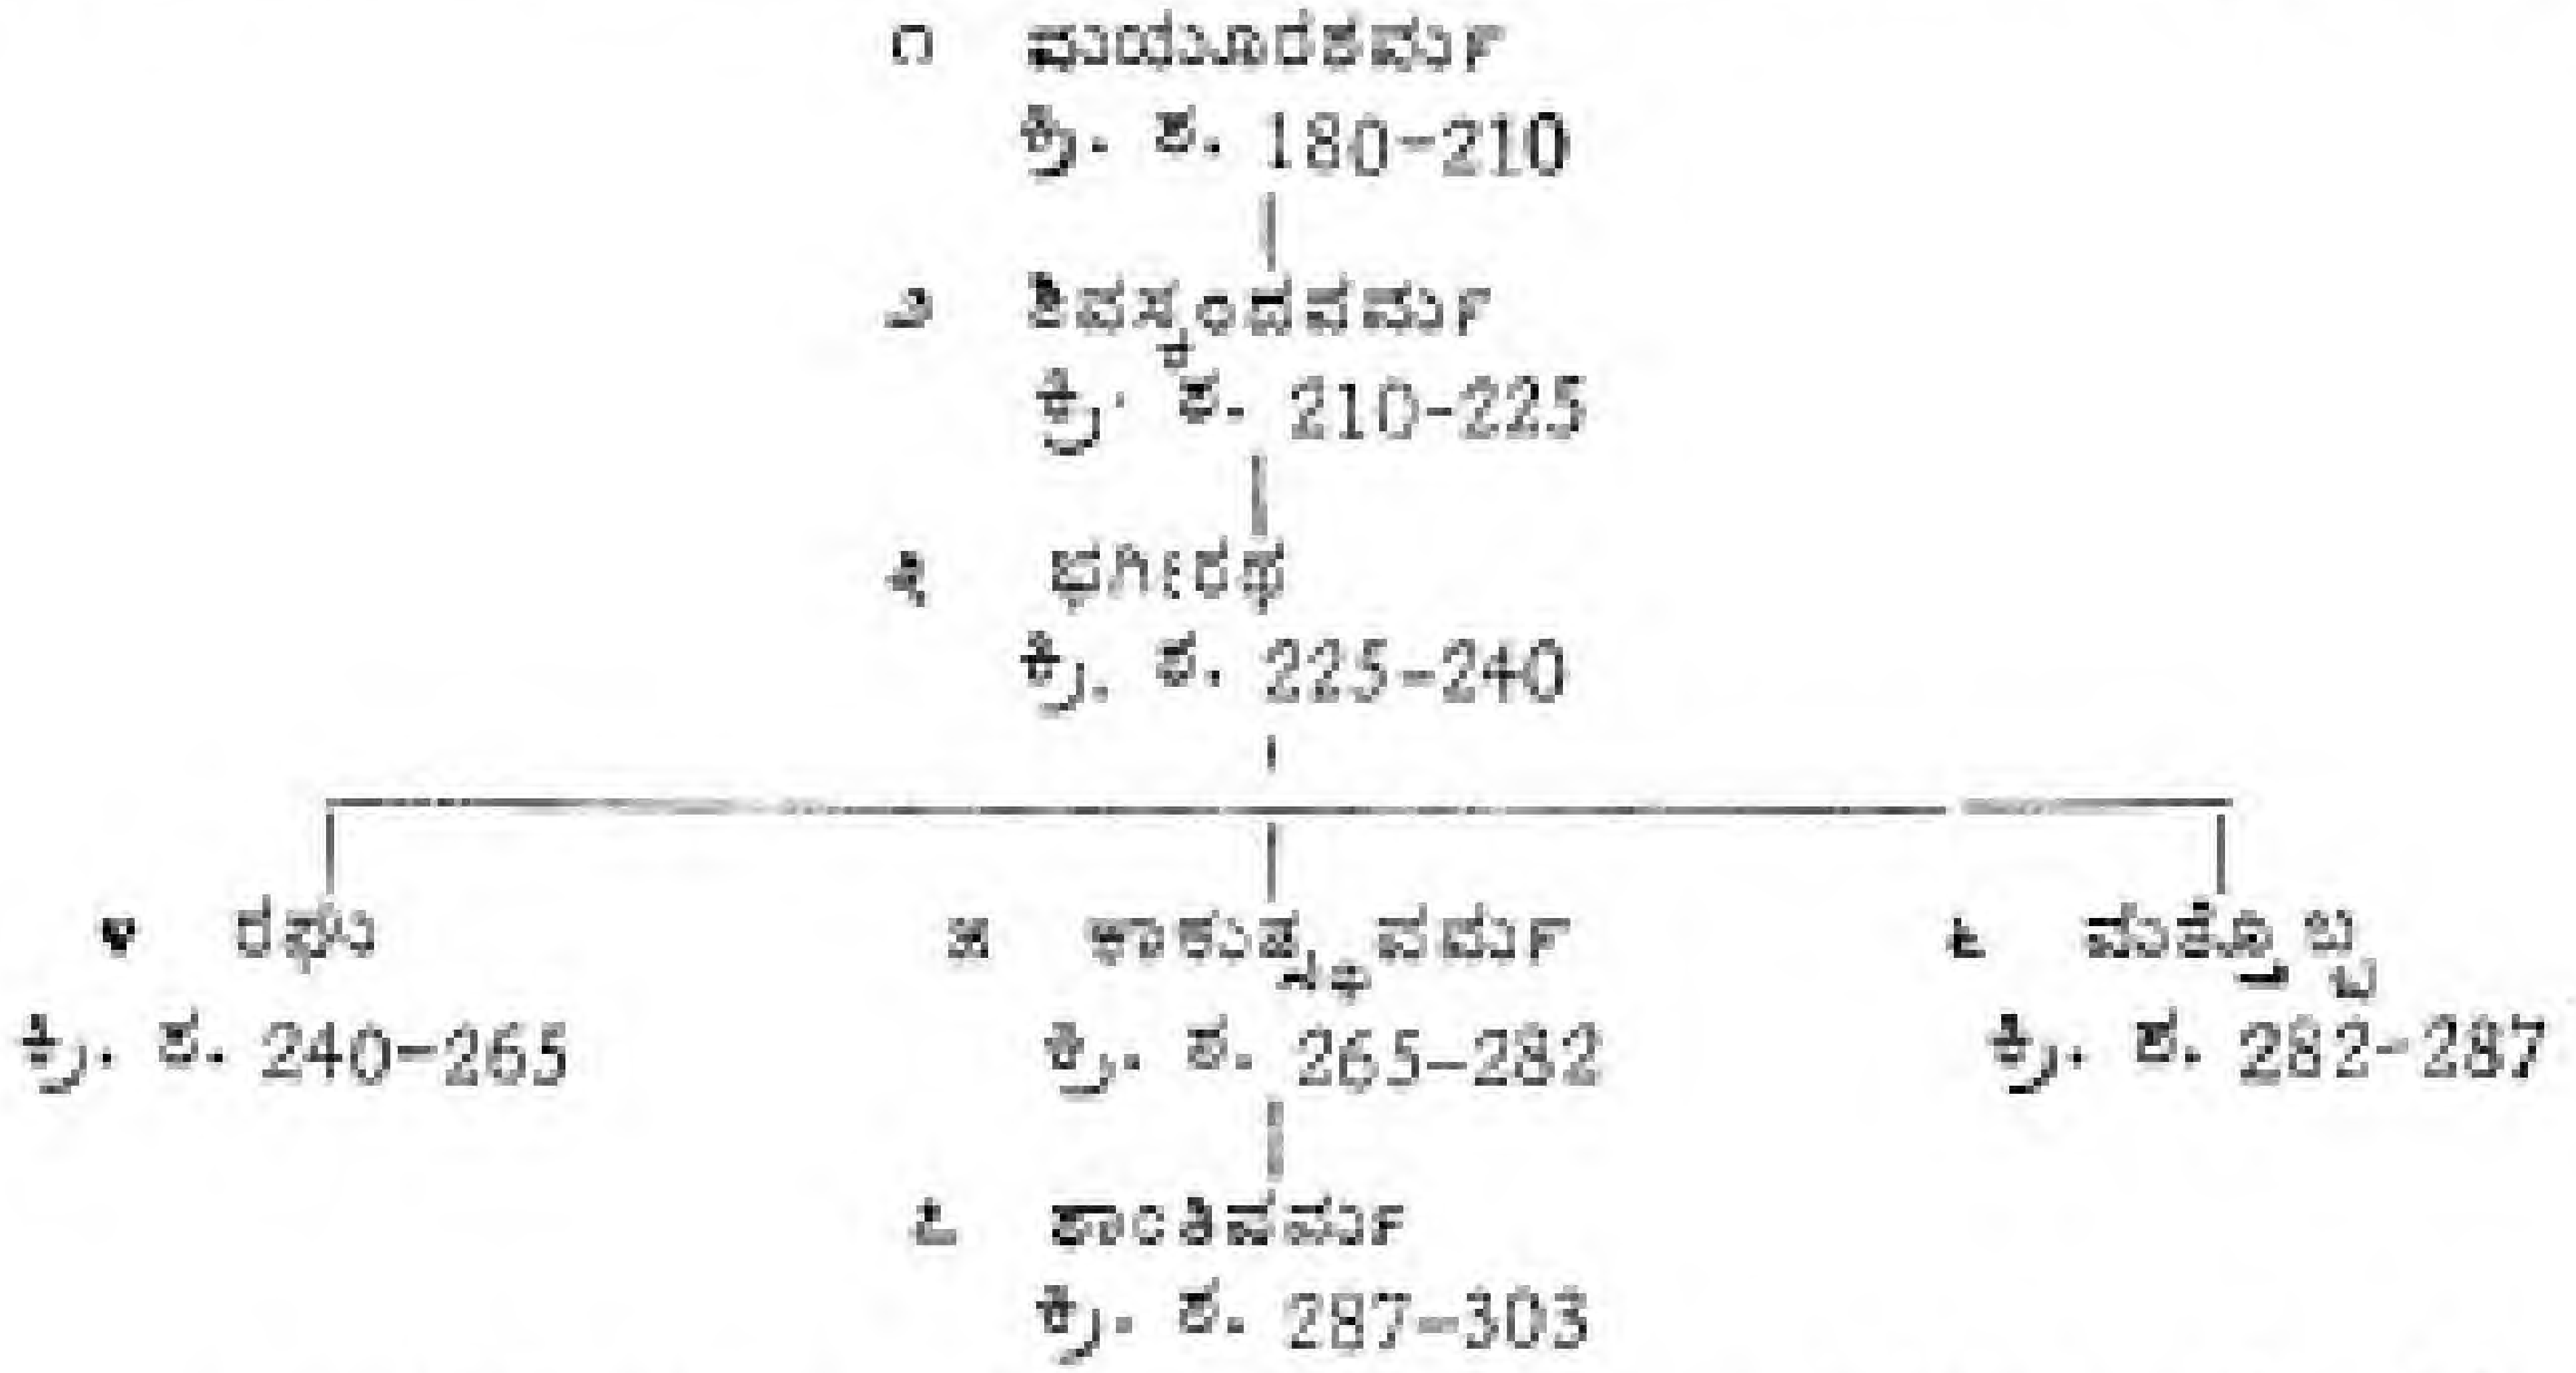 ೧ ಮಯೂರಶರ್ಮ
ಕ್ರಿ. ಶ. 180-210
೨ ಶಿವಸ್ಕಂದವರ್ಮ
ಕ್ರಿ. ಶ. 210-225
೩ ಭಗೀರಥ
ಕ್ರಿ. ಶ. 225-240
೪ ರಘು
ಕ್ರಿ. ಶ. 240-265
೫ ಕಾಕುತ್ಸ್ಥವರ್ಮ
ಕ್ರಿ. ಶ. 265-282
೬
ಕ್ರಿ. ಶ. 282-287
೭ ಶಾಂತಿವರ್ಮ
ಕ್ರಿ. ಶ. 287-303